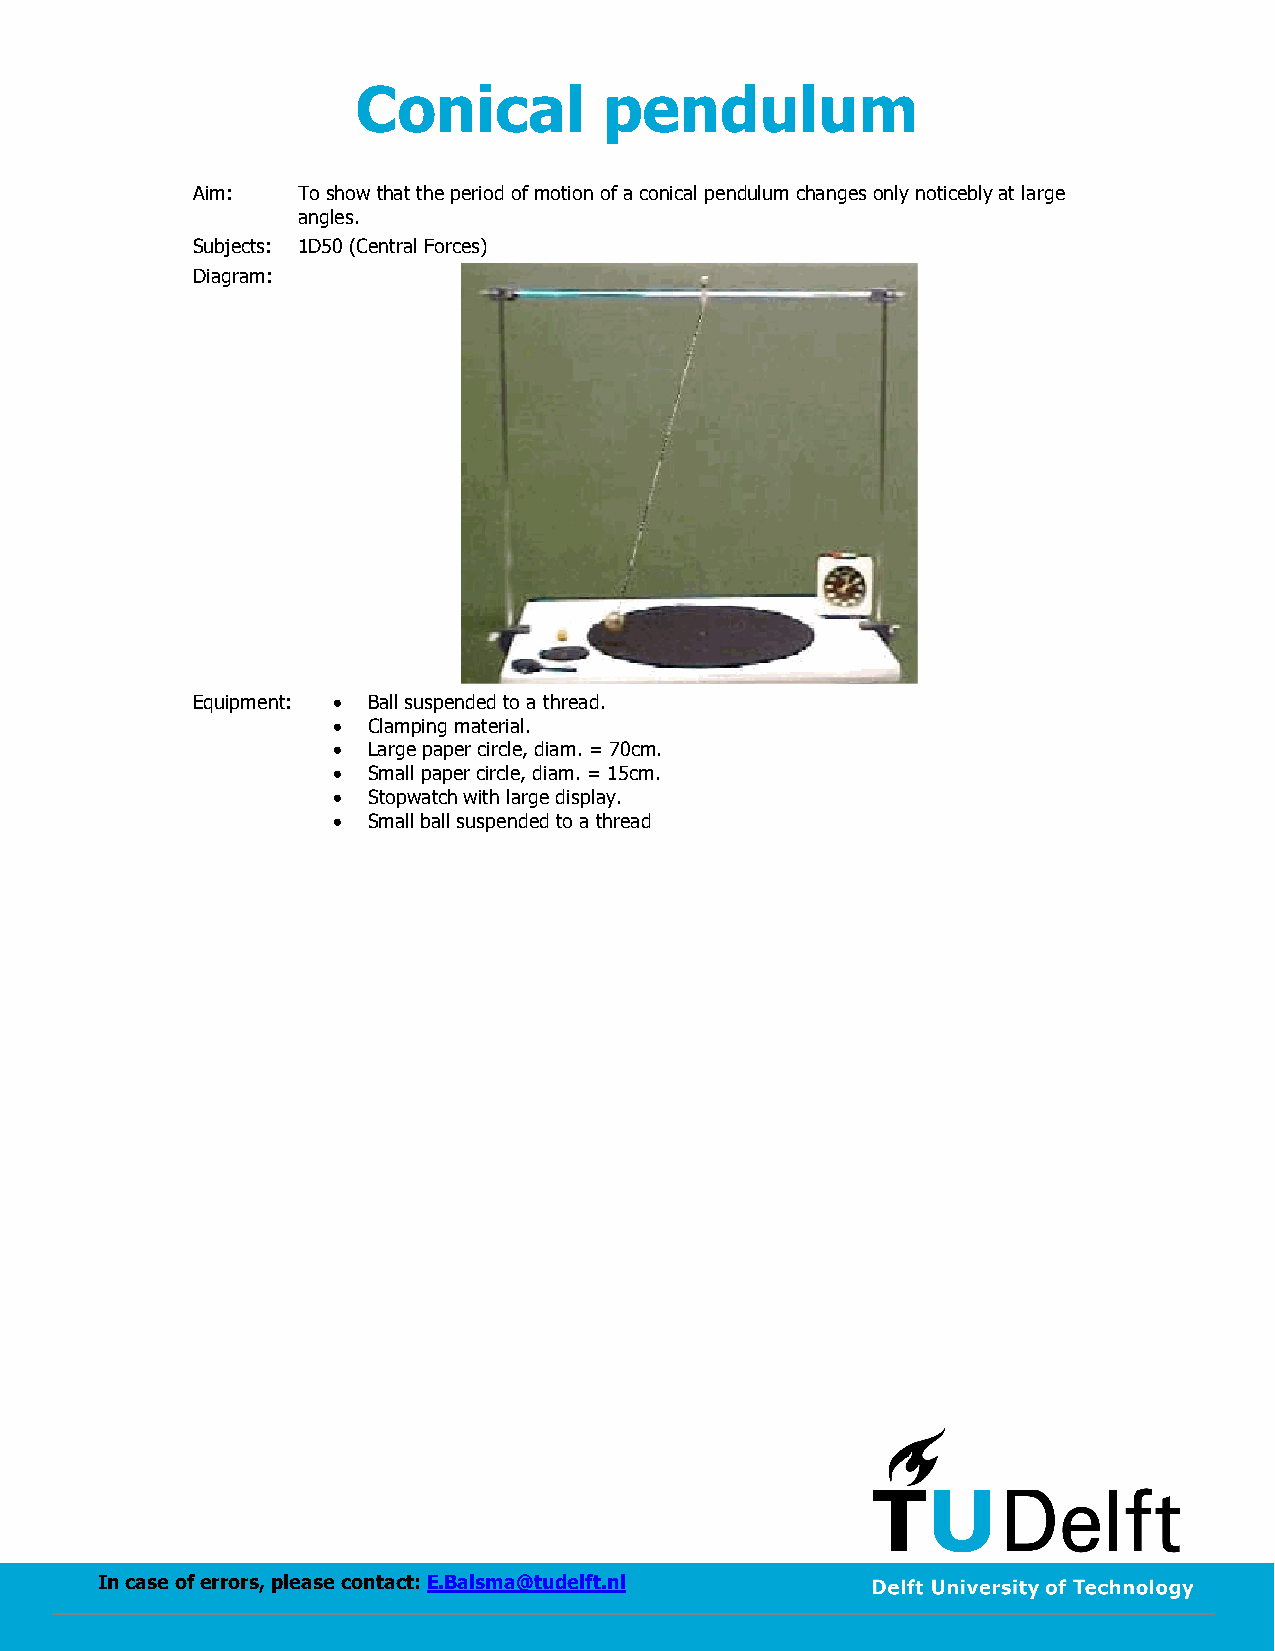 Conical pendulum
Aim: To show that the period of motion of a conical pendulum changes only noticebly at large
angles.
Subjects: 1D50 (Central Forces)
Diagram:
Equipment: • Ball suspended to a thread.
• Clamping material.
• Large paper circle, diam. = 70cm.
• Small paper circle, diam. = 15cm.
• Stopwatch with large display.
• Small ball suspended to a thread
TUDelft
In case of errors, please contact: E.Balsma@tudelft.nl
Delft University of Technology